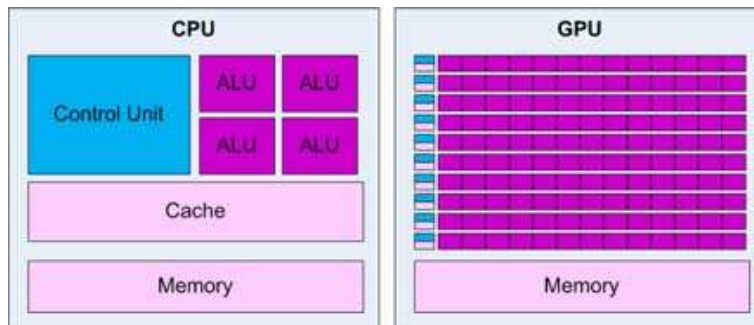 CPU
Control Unit
ALU ALU
ALU ALU
Cache
Memory
GPU
Memory